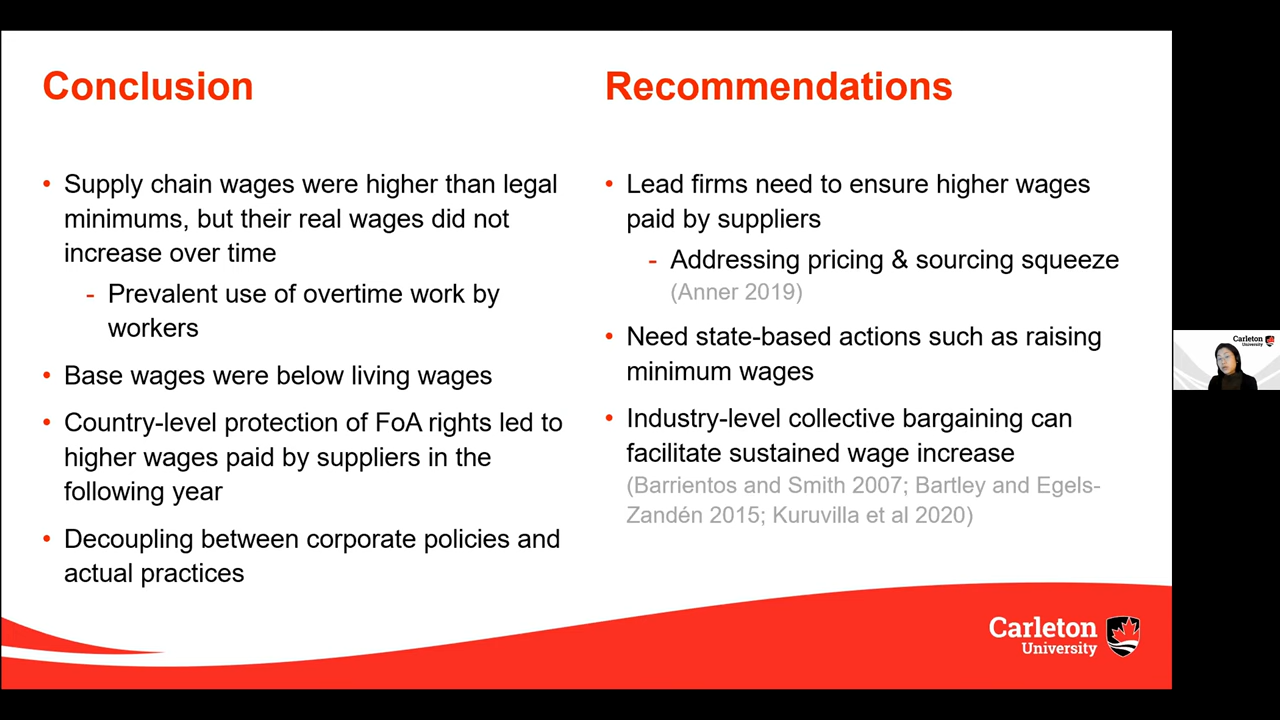 Conclusion
• Supply chain wages were higher than legal
minimums, but their real wages did not
increase over time
- Prevalent use of overtime work by
workers
• Base wages were below living wages
• Country-level protection of FoA rights led to
higher wages paid by suppliers in the
following year
• Decoupling between corporate policies and
actual practices
Recommendations
• Lead firms need to ensure higher wages
paid by suppliers
- Addressing pricing & sourcing squeeze
(Anner 2019)
• Need state-based actions such as raising
minimum wages
• Industry-level collective bargaining can
facilitate sustained wage increase
(Barrientos and Smith 2007; Bartley and Egels-
Zandén 2015; Kuruvilla et al 2020)
Carleton
University
Carleton
University